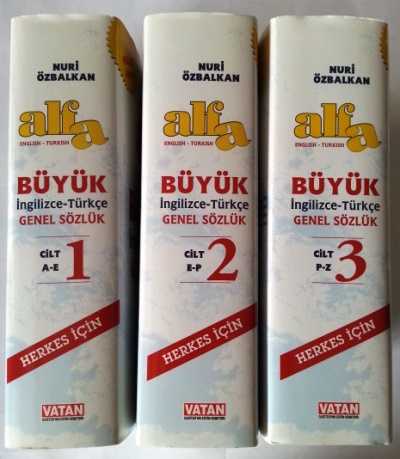 NURİ
ÖZBALKAN
alfa
ENGLISH - TURKISH
BÜYÜK
İngilizce-Türkçe
GENEL SÖZLÜK
CİLT
A-E
1
HERKES İÇİN
VATAN
NURİ
ÖZBALKAN
alfa
ENGLISH - TURKISH
BÜYÜK
İngilizce-Türkçe
GENEL SÖZLÜK
CİLT
E-P
2
HERKES İÇİN
VATAN
NURİ
ÖZBALKAN
alfa
ENGLISH - TURKISH
BÜYÜK
İngilizce-Türkçe
GENEL SÖZLÜK
CİLT
P-Z
3
HERKES İÇİN
VATAN